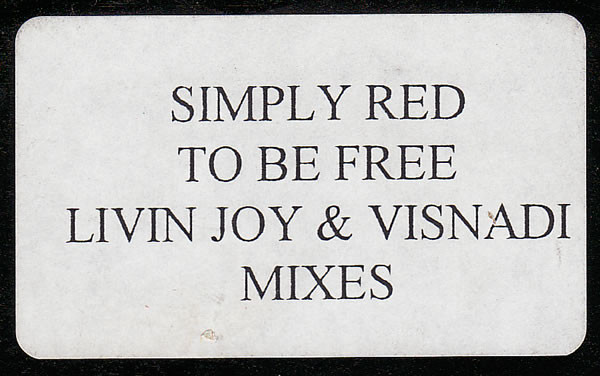 SIMPLY RED
TO BE FREE
LIVIN JOY & VISNADI
MIXES